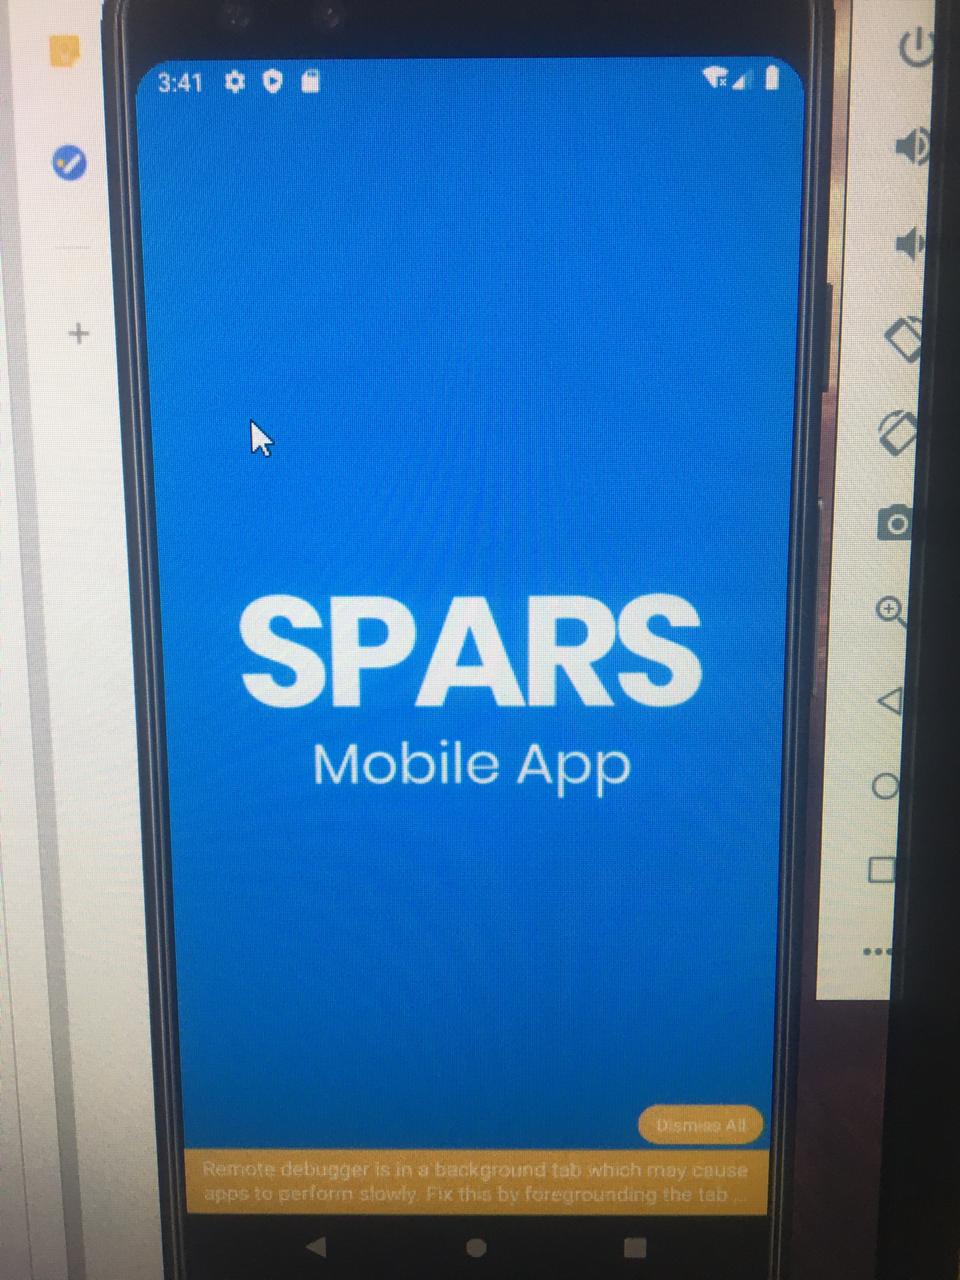 3:41
SPARS
Mobile App
Dismiss All
Remote debugger is in a background tab which may cause
apps to perform slowly. Fix this by foregrounding the tab ...